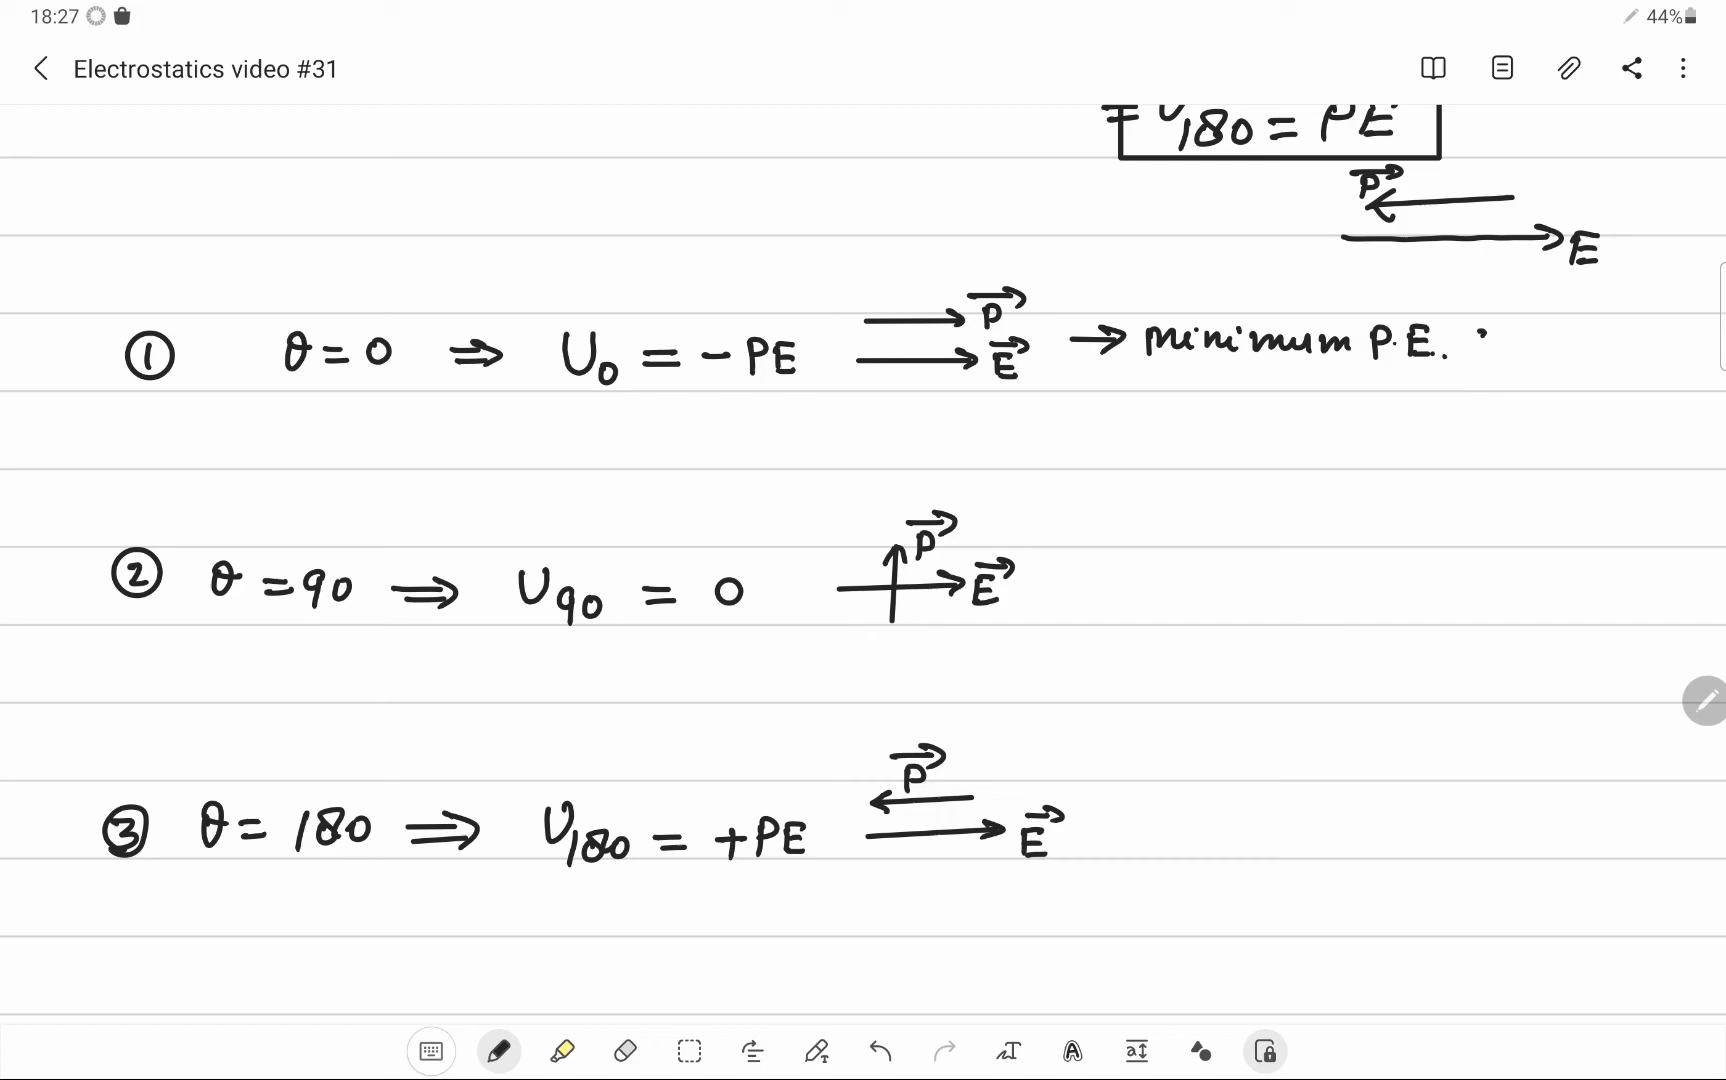 18:27 44%
Electrostatics video #31
U180 = PE
P⃗
E
① θ = 0 ⇒ U0 = - PE P⃗ E⃗ → minimum P.E.
② θ = 90 ⇒ U90 = 0 P⃗ E⃗
③ θ = 180 ⇒ U180 = +PE P⃗ E⃗